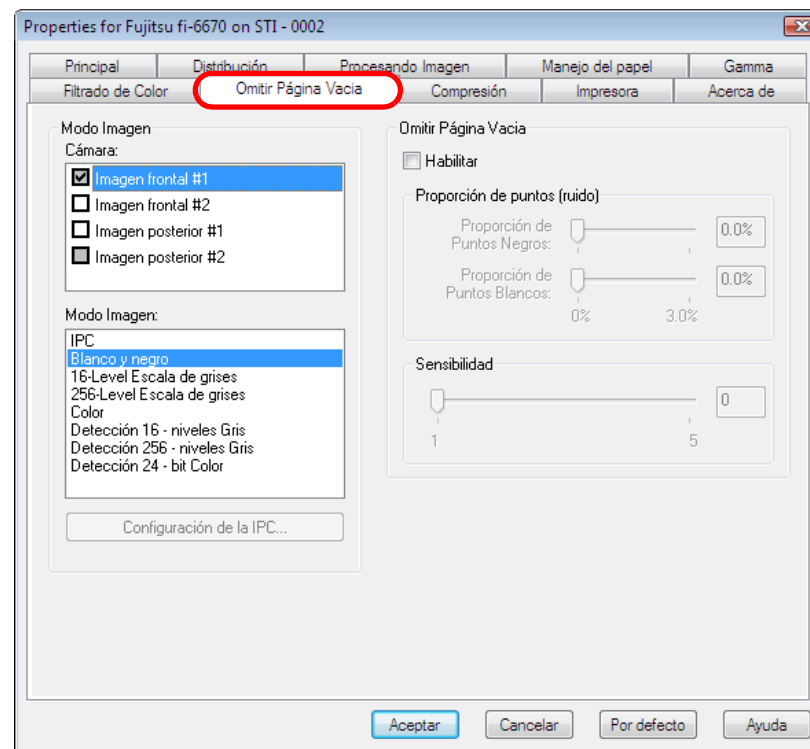 Properties for Fujitsu fi-6670 on STI - 0002
Principal Distribución Procesando Imagen Manejo del papel Gamma
Filtrado de Color Omitir Página Vacia Compresión Impresora Acerca de
Modo Imagen
Cámara:
Imagen frontal #1
Imagen frontal #2
Imagen posterior #1
Imagen posterior #2
Modo Imagen:
IPC
Blanco y negro
16-Level Escala de grises
256-Level Escala de grises
Color
Detección 16 - niveles Gris
Detección 256 - niveles Gris
Detección 24 - bit Color
Configuración de la IPC...
Omitir Página Vacia
Habilitar
Proporción de puntos (ruido)
Proporción de
Puntos Negros:
0.0%
Proporción de
Puntos Blancos:
0.0%
0% 3.0%
Sensibilidad
0
1 5
Aceptar Cancelar Por defecto Ayuda